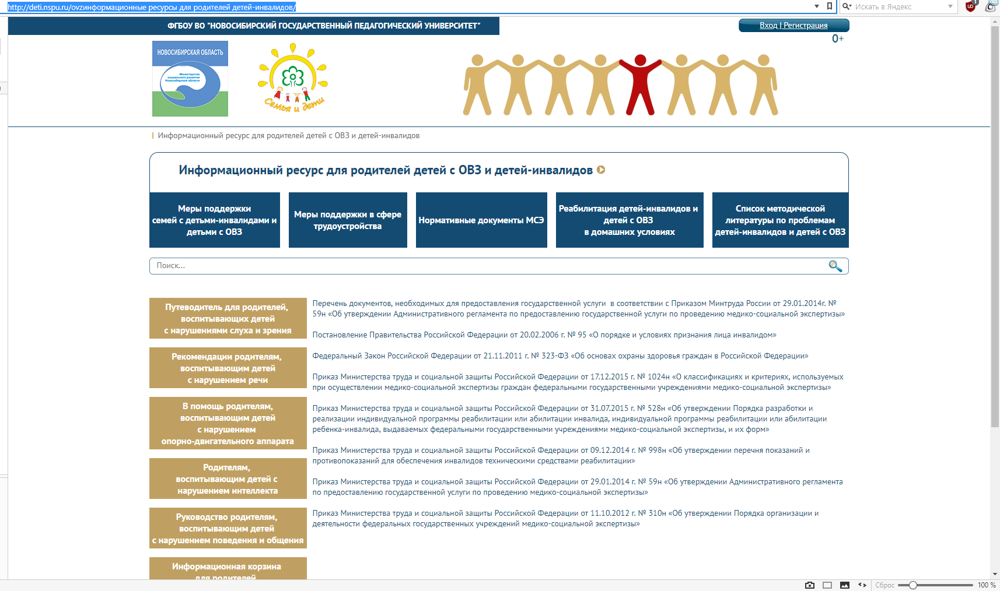 http://deti.nspu.ru/ovzинформационные ресурсы для родителей детей-инвалидов/
Искать в Яндекс
1
off
ФГБОУ ВО "НОВОСИБИРСКИЙ ГОСУДАРСТВЕННЫЙ ПЕДАГОГИЧЕСКИЙ УНИВЕРСИТЕТ"
Вход | Регистрация
0+
НОВОСИБИРСКАЯ ОБЛАСТЬ
Министерство
социального развития
Новосибирской области
Семья и дети
Информационный ресурс для родителей детей с ОВЗ и детей-инвалидов
Информационный ресурс для родителей детей с ОВЗ и детей-инвалидов
Меры поддержки
семей с детьми-инвалидами и
детьми с ОВЗ
Меры поддержки в сфере
трудоустройства
Нормативные документы МСЭ
Реабилитация детей-инвалидов и
детей с ОВЗ
в домашних условиях
Список методической
литературы по проблемам
детей-инвалидов и детей с ОВЗ
Поиск...
Путеводитель для родителей,
воспитывающих детей
с нарушениями слуха и зрения
Рекомендации родителям,
воспитывающим детей
с нарушением речи
В помощь родителям,
воспитывающим детей
с нарушением
опорно-двигательного аппарата
Родителям,
воспитывающим детей с
нарушением интеллекта
Руководство родителям,
воспитывающим детей
с нарушением поведения и общения
Информационная корзина
для родителей
Перечень документов, необходимых для предоставления государственной услуги  в соответствии с Приказом Минтруда России от 29.01.2014г. №
59н «Об утверждении Административного регламента по предоставлению государственной услуги по проведению медико-социальной экспертизы»
Постановление Правительства Российской Федерации от 20.02.2006 г. № 95 «О порядке и условиях признания лица инвалидом»
Федеральный Закон Российской Федерации от 21.11.2011 г. № 323-ФЗ «Об основах охраны здоровья граждан в Российской Федерации»
Приказ Министерства труда и социальной защиты Российской Федерации от 17.12.2015 г. № 1024н «О классификациях и критериях, используемых
при осуществлении медико-социальной экспертизы граждан федеральными государственными учреждениями медико-социальной экспертизы»
Приказ Министерства труда и социальной защиты Российской Федерации от 31.07.2015 г. № 528н «Об утверждении Порядка разработки и
реализации индивидуальной программы реабилитации или абилитации инвалида, индивидуальной программы реабилитации или абилитации
ребенка-инвалида, выдаваемых федеральными государственными учреждениями медико-социальной экспертизы, и их форм»
Приказ Министерства труда и социальной защиты Российской Федерации от 09.12.2014 г. № 998н «Об утверждении перечня показаний и
противопоказаний для обеспечения инвалидов техническими средствами реабилитации»
Приказ Министерства труда и социальной защиты Российской Федерации от 29.01.2014 г. № 59н «Об утверждении Административного регламента
по предоставлению государственной услуги по проведению медико-социальной экспертизы»
Приказ Министерства труда и социальной защиты Российской Федерации от 11.10.2012 г. № 310н «Об утверждении Порядка организации и
деятельности федеральных государственных учреждений медико-социальной экспертизы»
Сброс
100 %